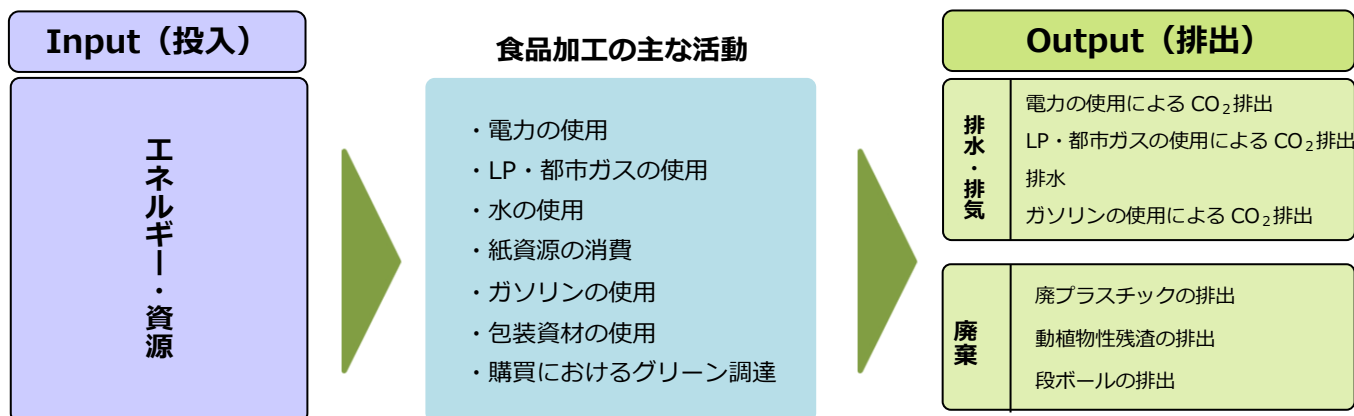 Input（投入）
エネルギー・資源
食品加工の主な活動
・電力の使用
・LP・都市ガスの使用
・水の使用
・紙資源の消費
・ガソリンの使用
・包装資材の使用
・購買におけるグリーン調達
Output（排出）
排水・排気
電力の使用による CO₂排出
LP・都市ガスの使用による CO₂排出
排水
ガソリンの使用による CO₂排出
廃棄
廃プラスチックの排出
動植物性残渣の排出
段ボールの排出